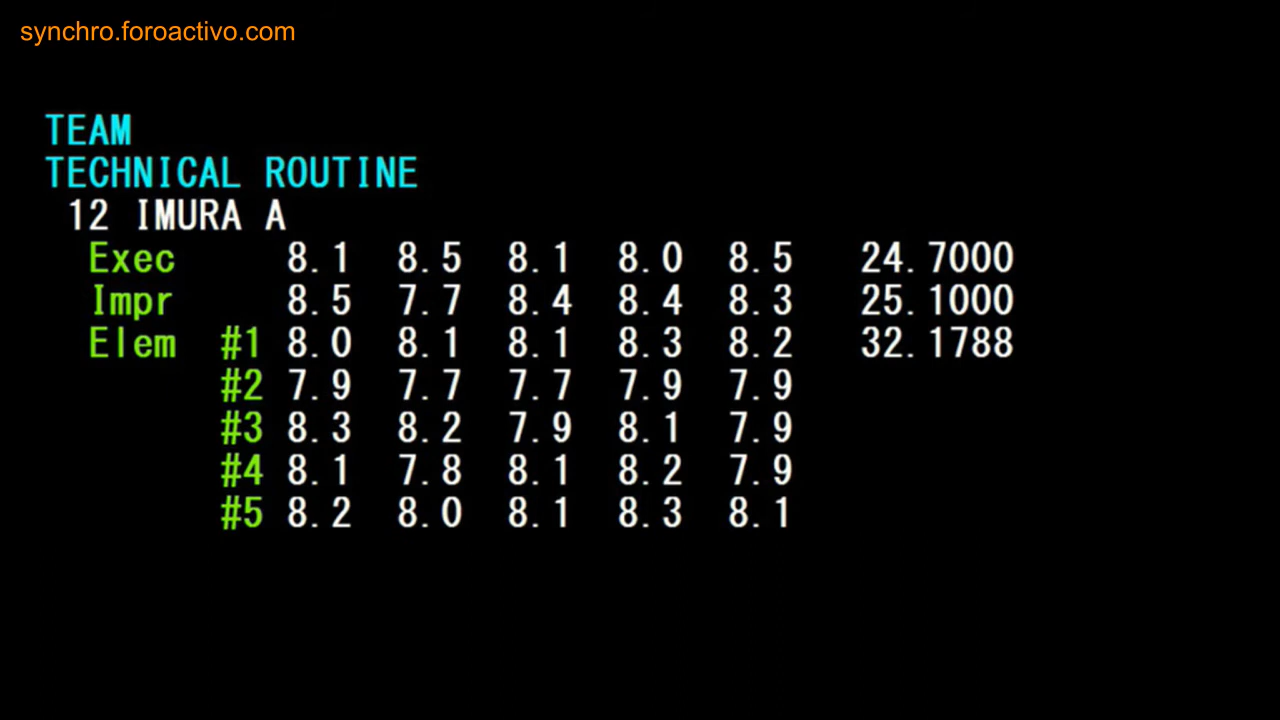 synchro.foroactivo.com
TEAM
TECHNICAL ROUTINE
12 IMURA A
Exec 8.1 8.5 8.1 8.0 8.5 24.7000
Impr 8.5 7.7 8.4 8.4 8.3 25.1000
Elem #1 8.0 8.1 8.1 8.3 8.2 32.1788
#2 7.9 7.7 7.7 7.9 7.9
#3 8.3 8.2 7.9 8.1 7.9
#4 8.1 7.8 8.1 8.2 7.9
#5 8.2 8.0 8.1 8.3 8.1